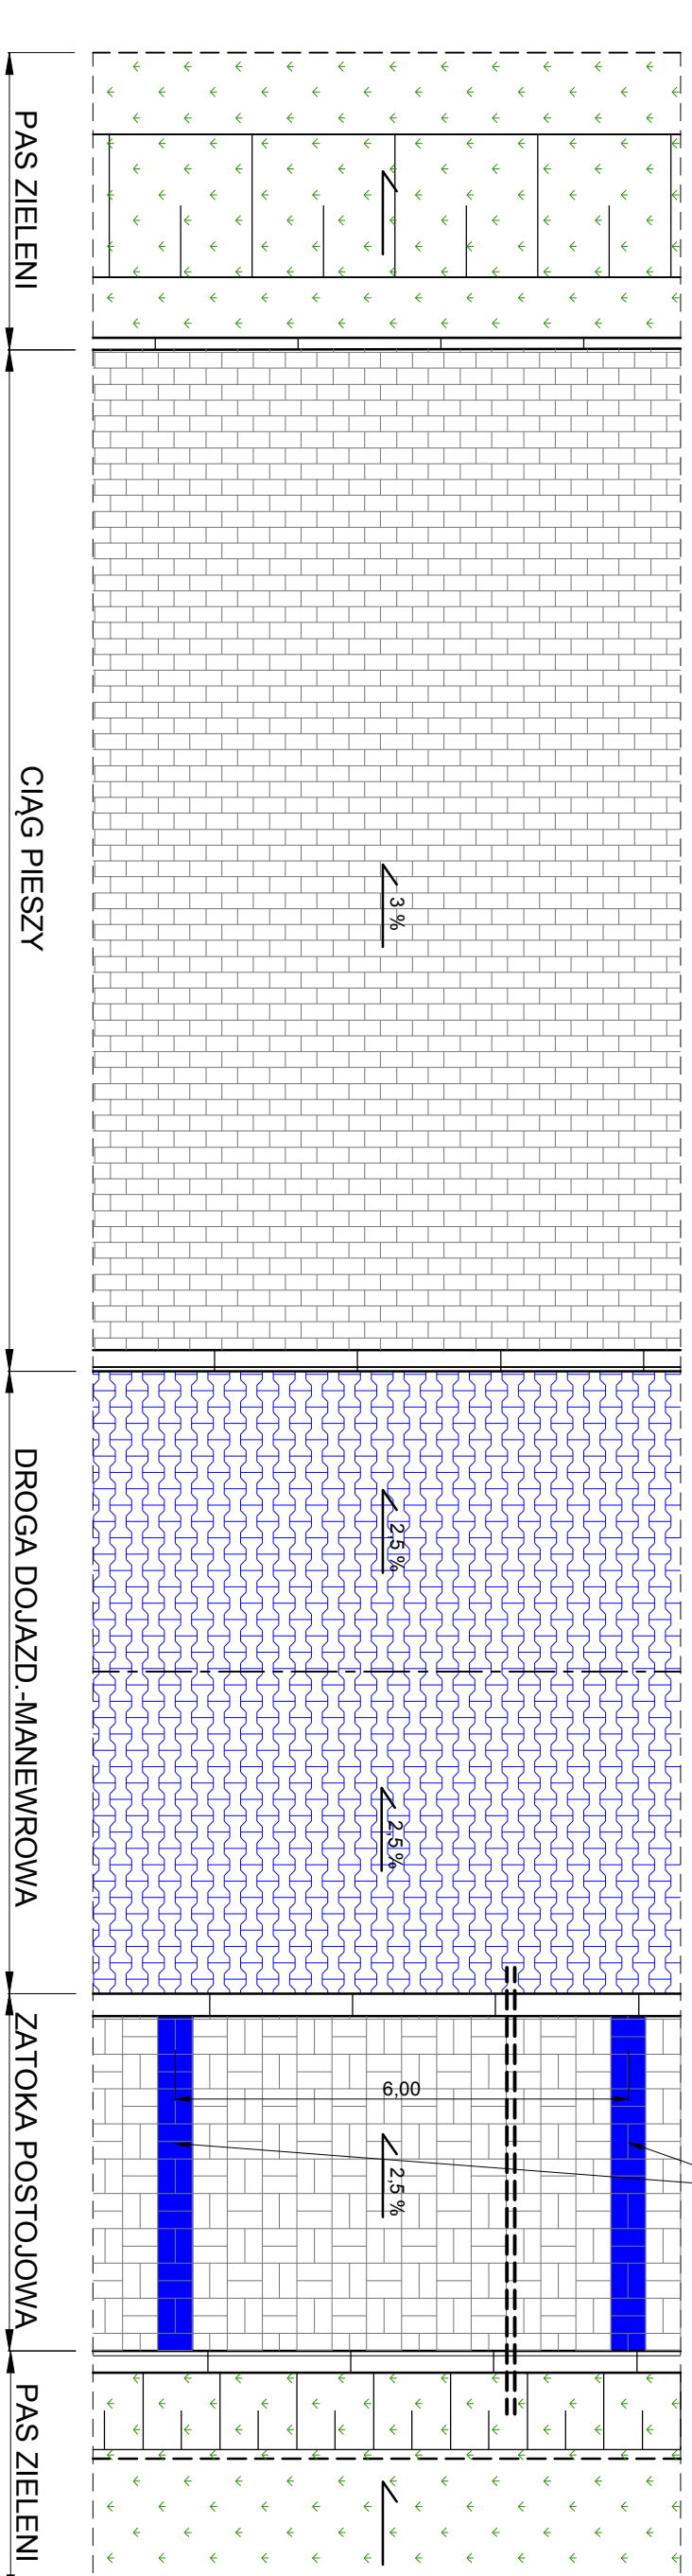 PAS ZIELENI
CIĄG PIESZY
3 %
DROGA DOJAZD.-MANEWROWA
2,5 %
2,5 %
ZATOKA POSTOJOWA
6,00
2,5 %
PAS ZIELENI